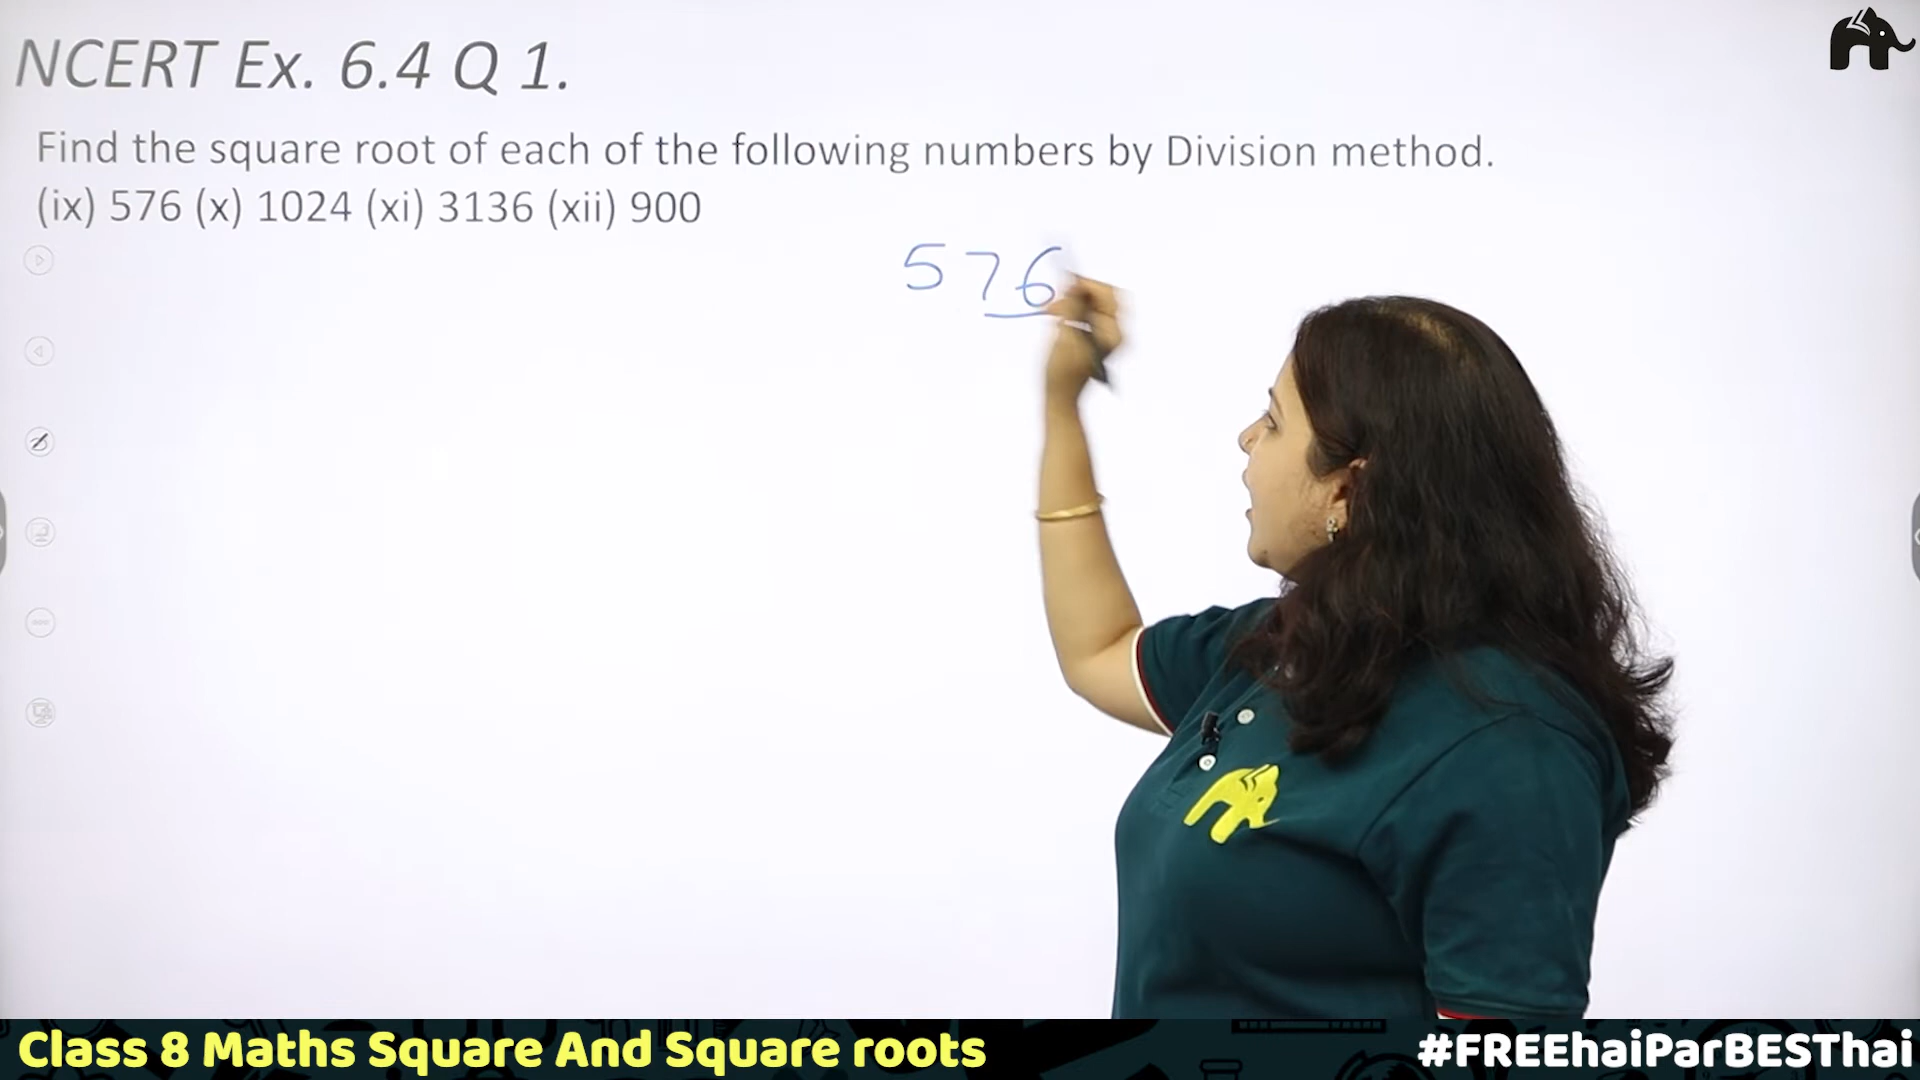 NCERT Ex. 6.4 Q 1.
Find the square root of each of the following numbers by Division method.
(ix) 576 (x) 1024 (xi) 3136 (xii) 900
576
Class 8 Maths Square And Square roots
#FREEhaiParBESThai